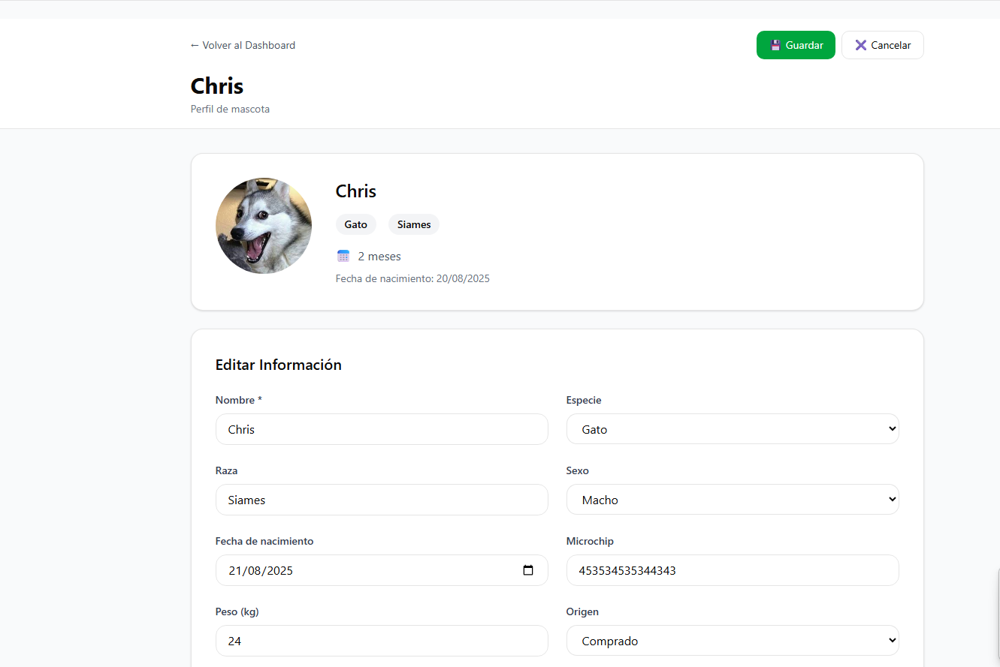 ← Volver al Dashboard
Guardar
Cancelar
Chris
Perfil de mascota
Chris
Gato Siames
2 meses
Fecha de nacimiento: 20/08/2025
Editar Información
Nombre * Especie
Chris Gato
Raza Sexo
Siames Macho
Fecha de nacimiento Microchip
21/08/2025 453534535344343
Peso (kg) Origen
24 Comprado